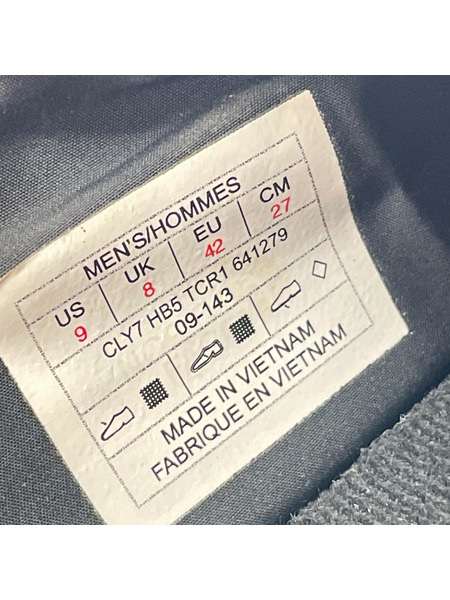 MEN'S/HOMMES
US UK EU CM
9 8 42 27
CLY7 HB5 TCR1 641279
09-143
MADE IN VIETNAM
FABRIQUE EN VIETNAM